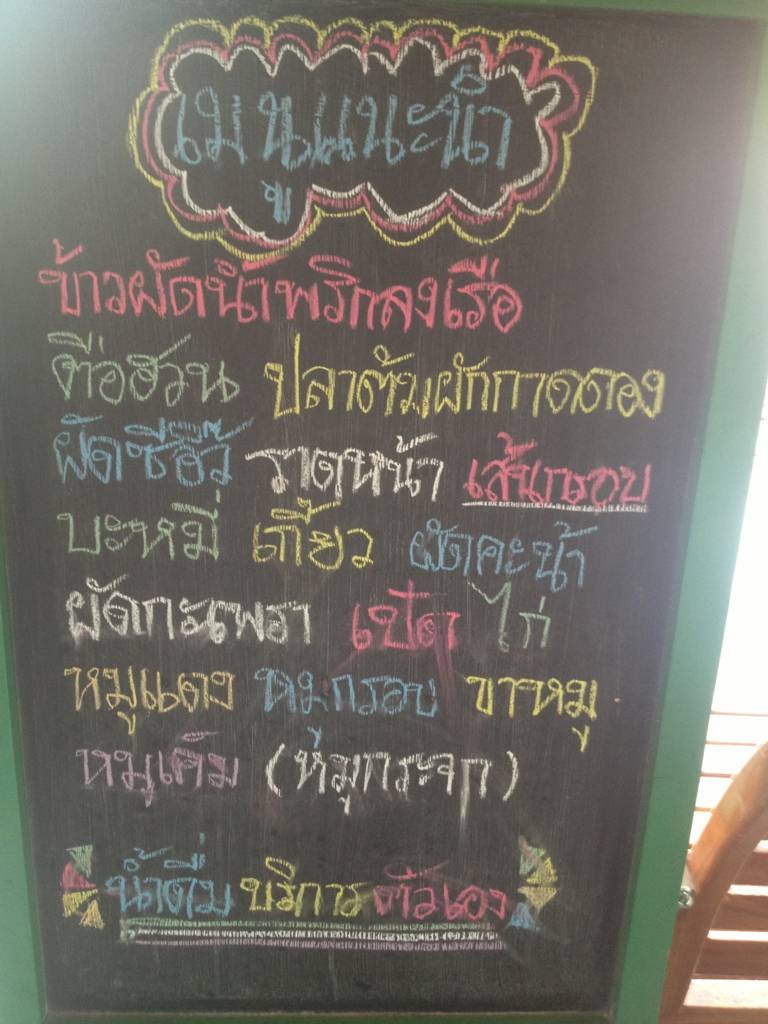 เมนูแนะนำ
ข้าวผัดน้ำพริกลงเรือ
ตือฮวน ปลาต้มผักกาดดอง
ผัดซีอิ๊ว ราดหน้า เส้นกรอบ
บะหมี่ เกี๊ยว ผัดคะน้า
ผัดกะเพรา เป็ด ไก่
หมูแดง หมูกรอบ ขาหมู
หมูเค็ม (หมูกระจก)
น้ำดื่ม บริการ ตัวเอง